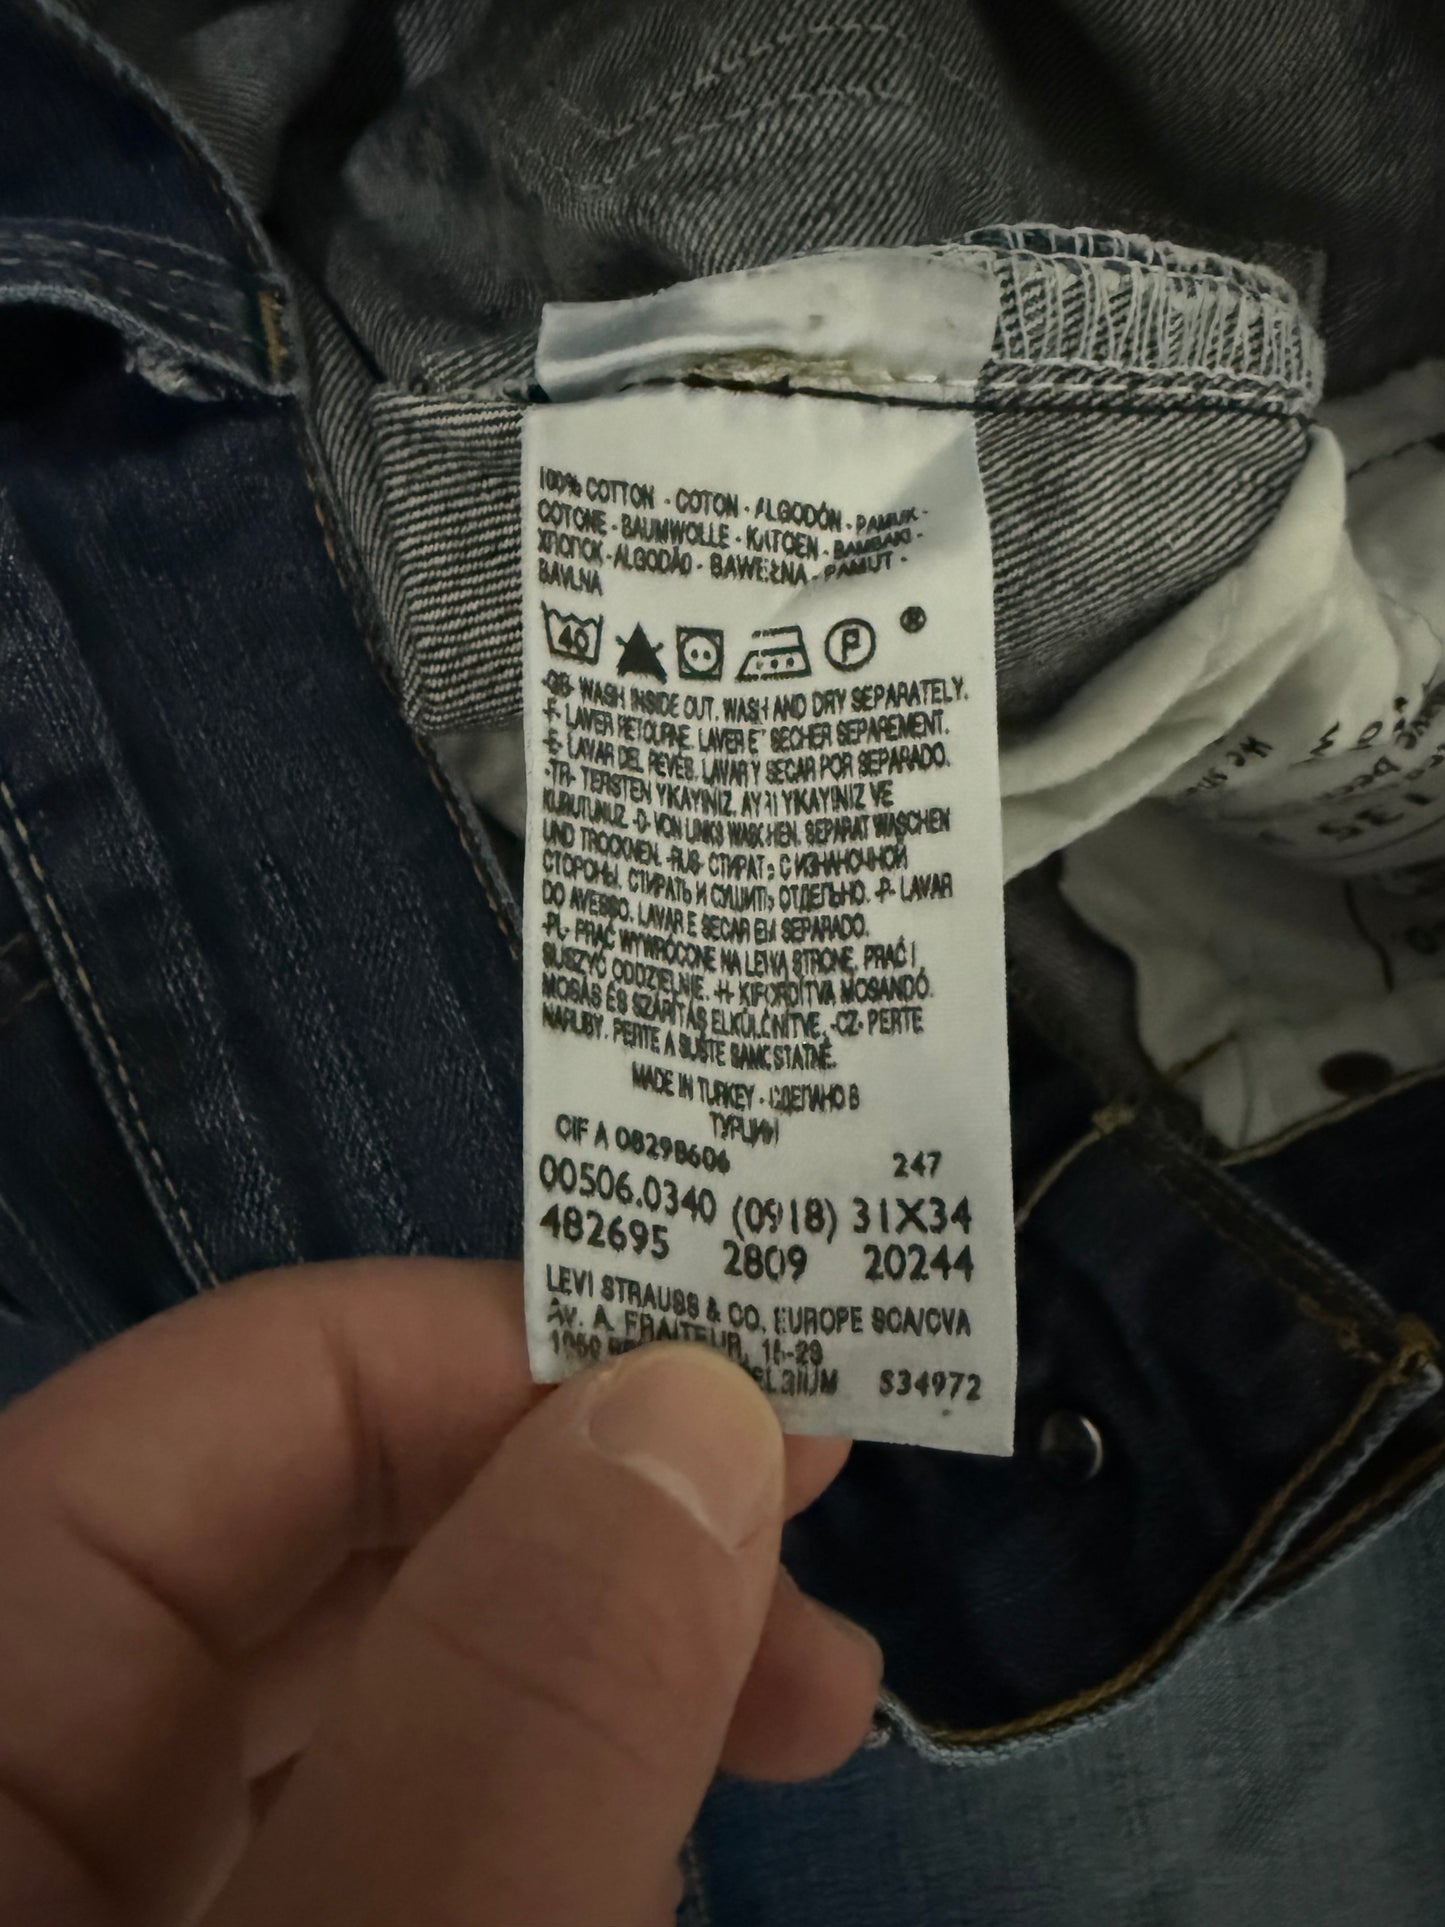 100% COTTON - COTON - ALGODÓN - PAMUK -
COTONE - BAUMWOLLE - KATOEN - BAMBAKI -
ХЛОПОК - ALGODÃO - BAWEŁNA - PAMUT -
BAVLNA
40 P ®
-GB- WASH INSIDE OUT. WASH AND DRY SEPARATELY.
-F- LAVER RETOURNE. LAVER ET SECHER SEPAREMENT.
-E- LAVAR DEL REVÉS. LAVAR Y SECAR POR SEPARADO.
-TR- TERSTEN YIKAYINIZ. AYRI YIKAYINIZ VE
KURUTUNUZ. -D- VON LINKS WASCHEN. SEPARAT WASCHEN
UND TROCKNEN. -RUS- СТИРАТЬ С ИЗНАНОЧНОЙ
СТОРОНЫ. СТИРАТЬ И СУШИТЬ ОТДЕЛЬНО. -P- LAVAR
DO AVESSO. LAVAR E SECAR EM SEPARADO.
-PL- PRAĆ WYWRÓCONE NA LEWĄ STRONĘ. PRAĆ I
SUSZYĆ ODDZIELNIE. -H- KIFORDÍTVA MOSANDÓ.
MOSÁS ÉS SZÁRÍTÁS ELKÜLÖNÍTVE. -CZ- PERTE
NARUBY. PERTE A SUŠTE SAMOSTATNĚ.
MADE IN TURKEY - СДЕЛАНО В
ТУРЦИИ
CIF A 08298606 247
00506.0340 (0918) 31X34
482695 2809 20244
LEVI STRAUSS & CO. EUROPE SCA/CVA
AV. A. FRAITEUR, 15-23
S34972